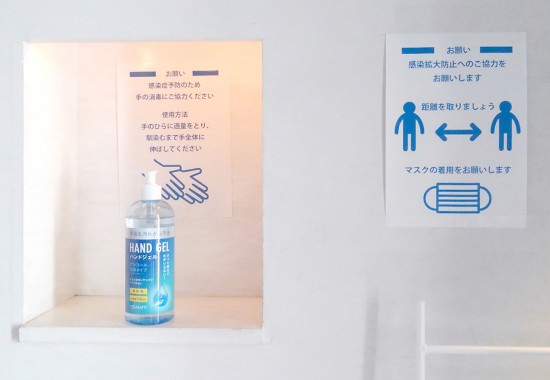 お願い
感染症予防のため
手の消毒にご協力ください
使用方法
手のひらに適量をとり、
馴染むまで手全体に
伸ばしてください
HAND GEL
ハンドジェル
お願い
感染拡大防止へのご協力を
お願いします
距離を取りましょう
マスクの着用をお願いします